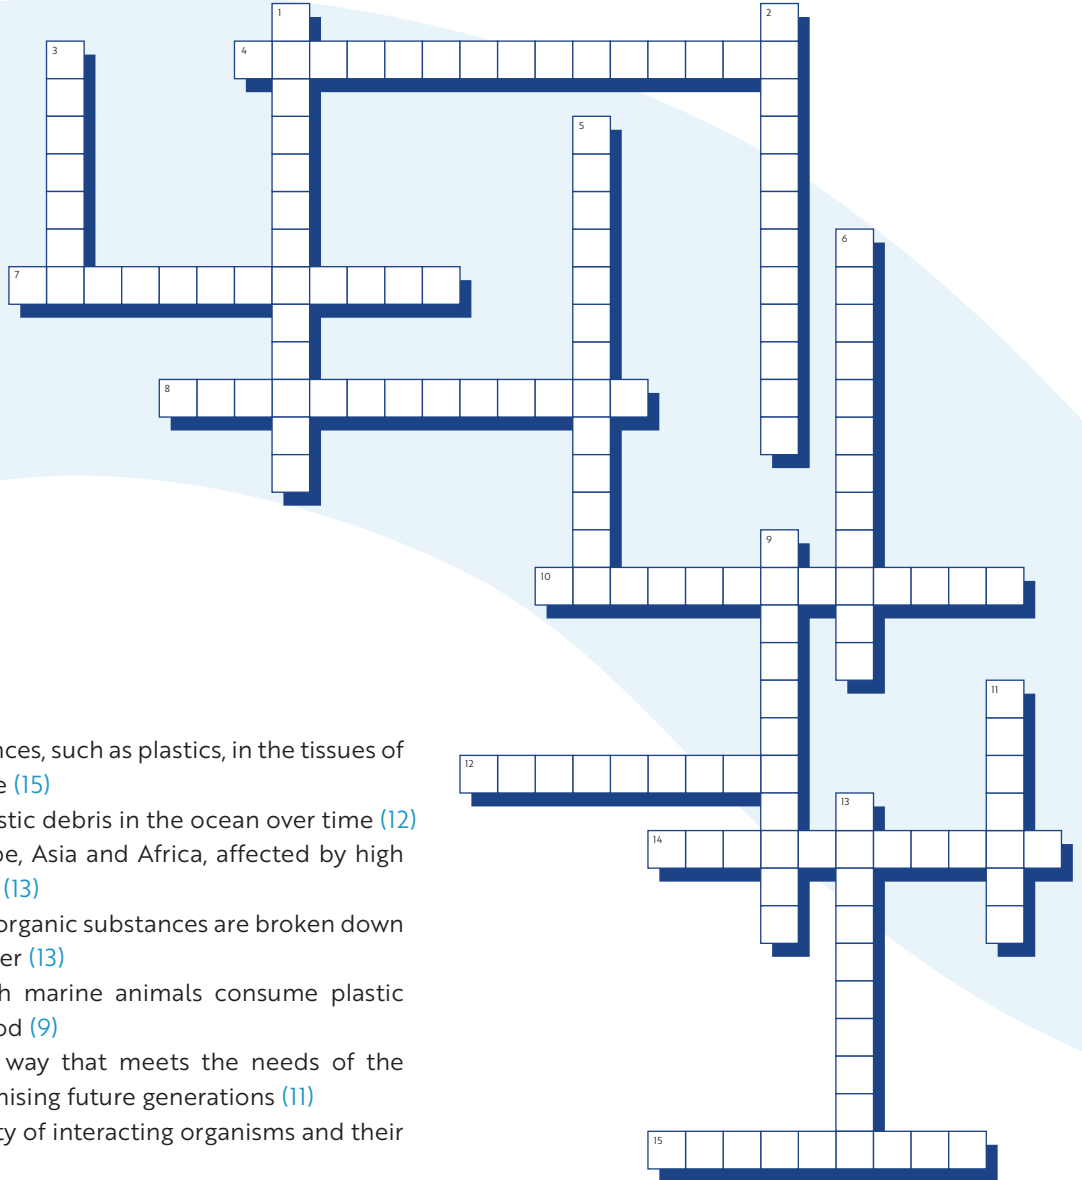 1
2
3
4
5
6
7
8
9
10
11
12
13
14
15
nces, such as plastics, in the tissues of
e (15)
stic debris in the ocean over time (12)
pe, Asia and Africa, affected by high
(13)
organic substances are broken down
er (13)
h marine animals consume plastic
od (9)
way that meets the needs of the
nising future generations (11)
ty of interacting organisms and their